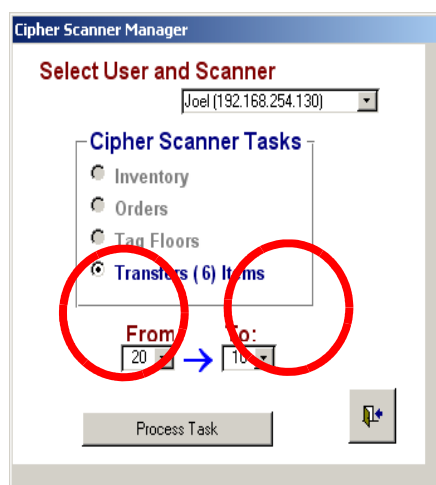 Cipher Scanner Manager
Select User and Scanner
Joel (192.168.254.130)
Cipher Scanner Tasks
Inventory
Orders
Tag Floors
Transfers ( 6) Items
From To:
20 10
Process Task